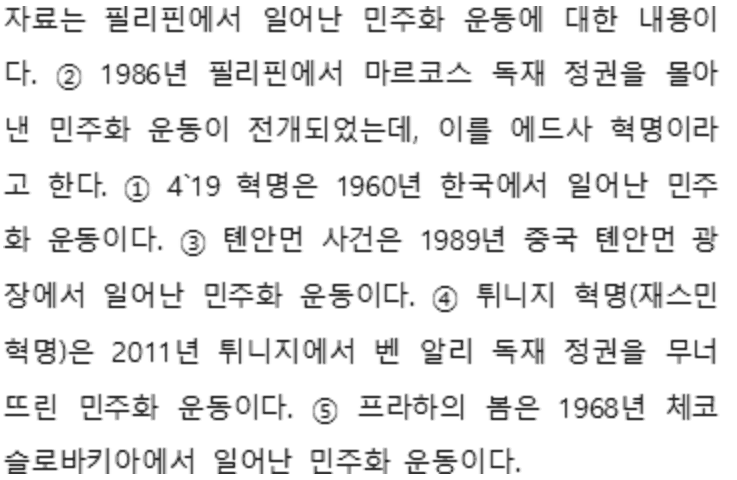 자료는 필리핀에서 일어난 민주화 운동에 대한 내용이
다. ② 1986년 필리핀에서 마르코스 독재 정권을 몰아
낸 민주화 운동이 전개되었는데, 이를 에드사 혁명이라
고 한다. ① 4`19 혁명은 1960년 한국에서 일어난 민주
화 운동이다. ③ 톈안먼 사건은 1989년 중국 톈안먼 광
장에서 일어난 민주화 운동이다. ④ 튀니지 혁명(재스민
혁명)은 2011년 튀니지에서 벤 알리 독재 정권을 무너
뜨린 민주화 운동이다. ⑤ 프라하의 봄은 1968년 체코
슬로바키아에서 일어난 민주화 운동이다.